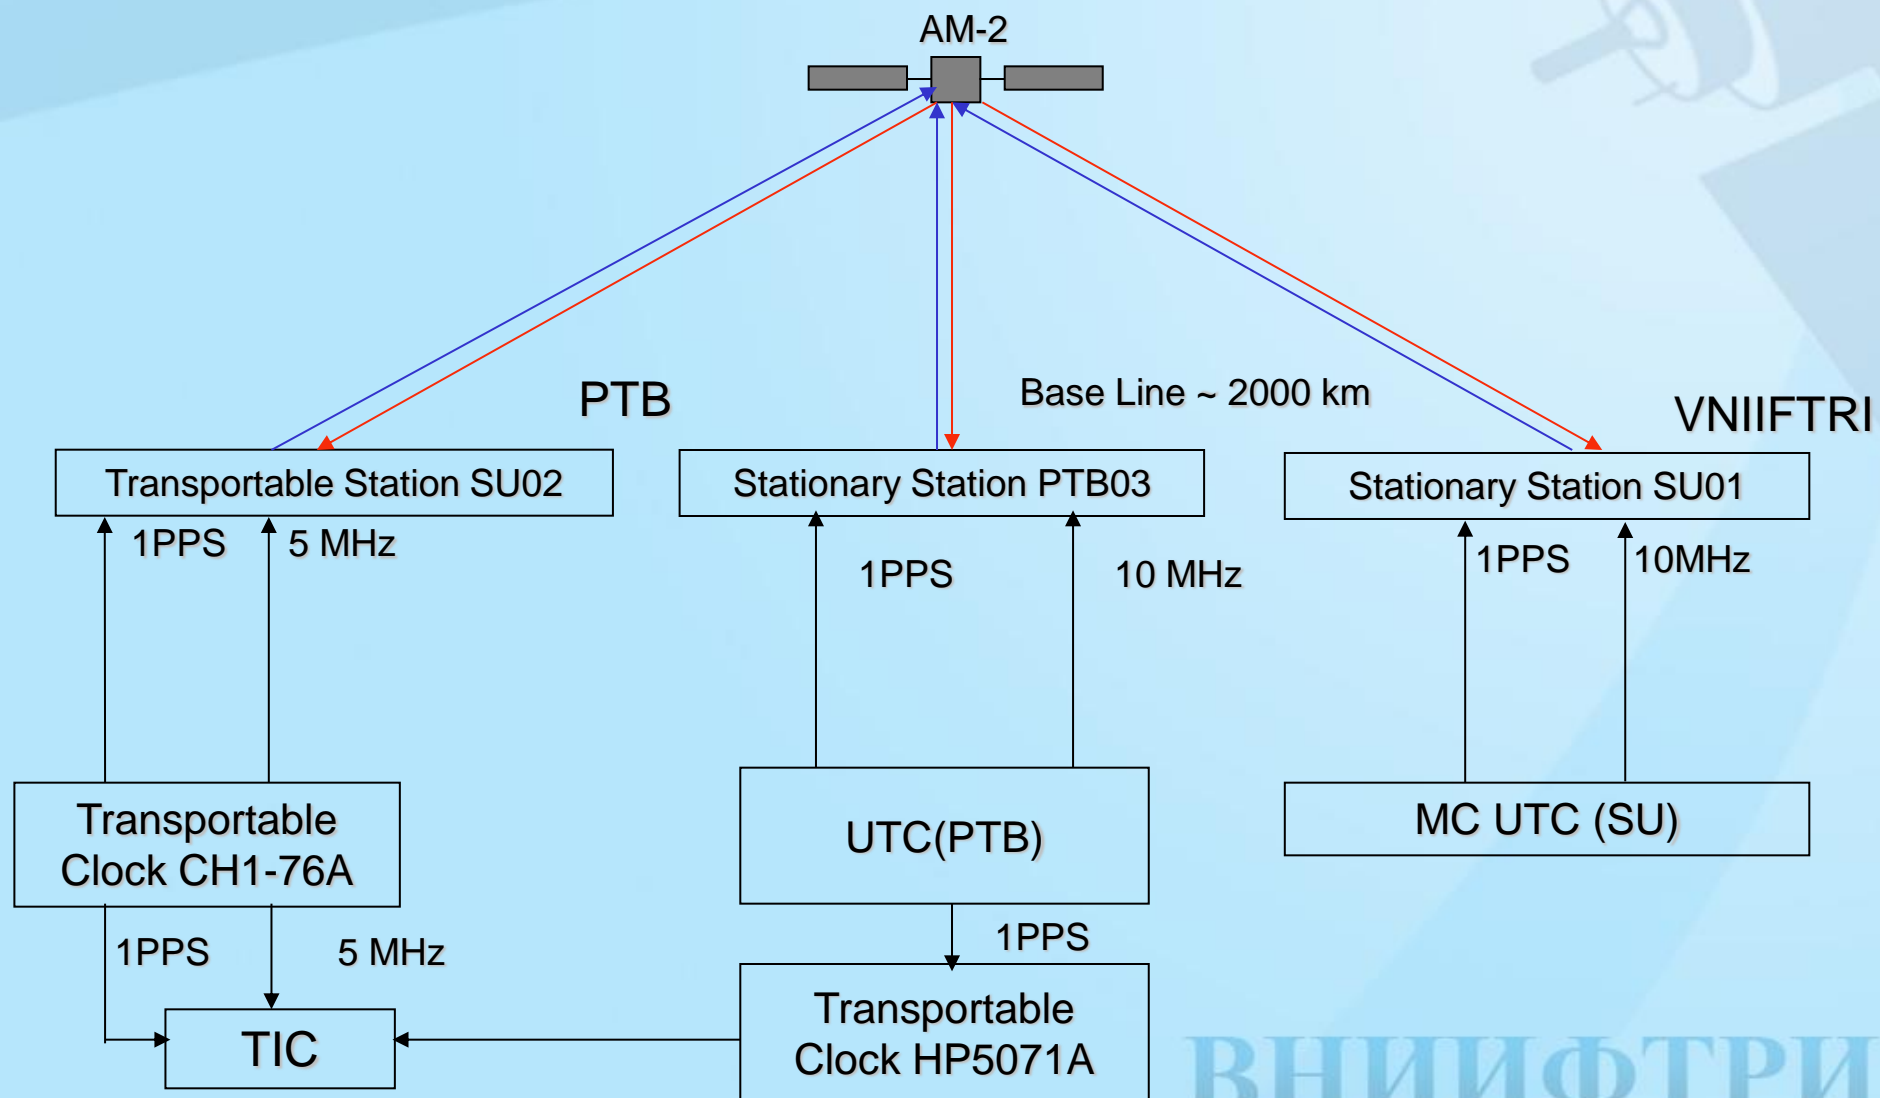 AM-2
PTB
Base Line ~ 2000 km
VNIIFTRI
Transportable Station SU02
Stationary Station PTB03
Stationary Station SU01
1PPS
5 MHz
1PPS
10 MHz
1PPS
10MHz
Transportable
Clock CH1-76A
UTC(PTB)
MC UTC (SU)
1PPS
5 MHz
1PPS
TIC
Transportable
Clock HP5071A
ВНИИФТРИ